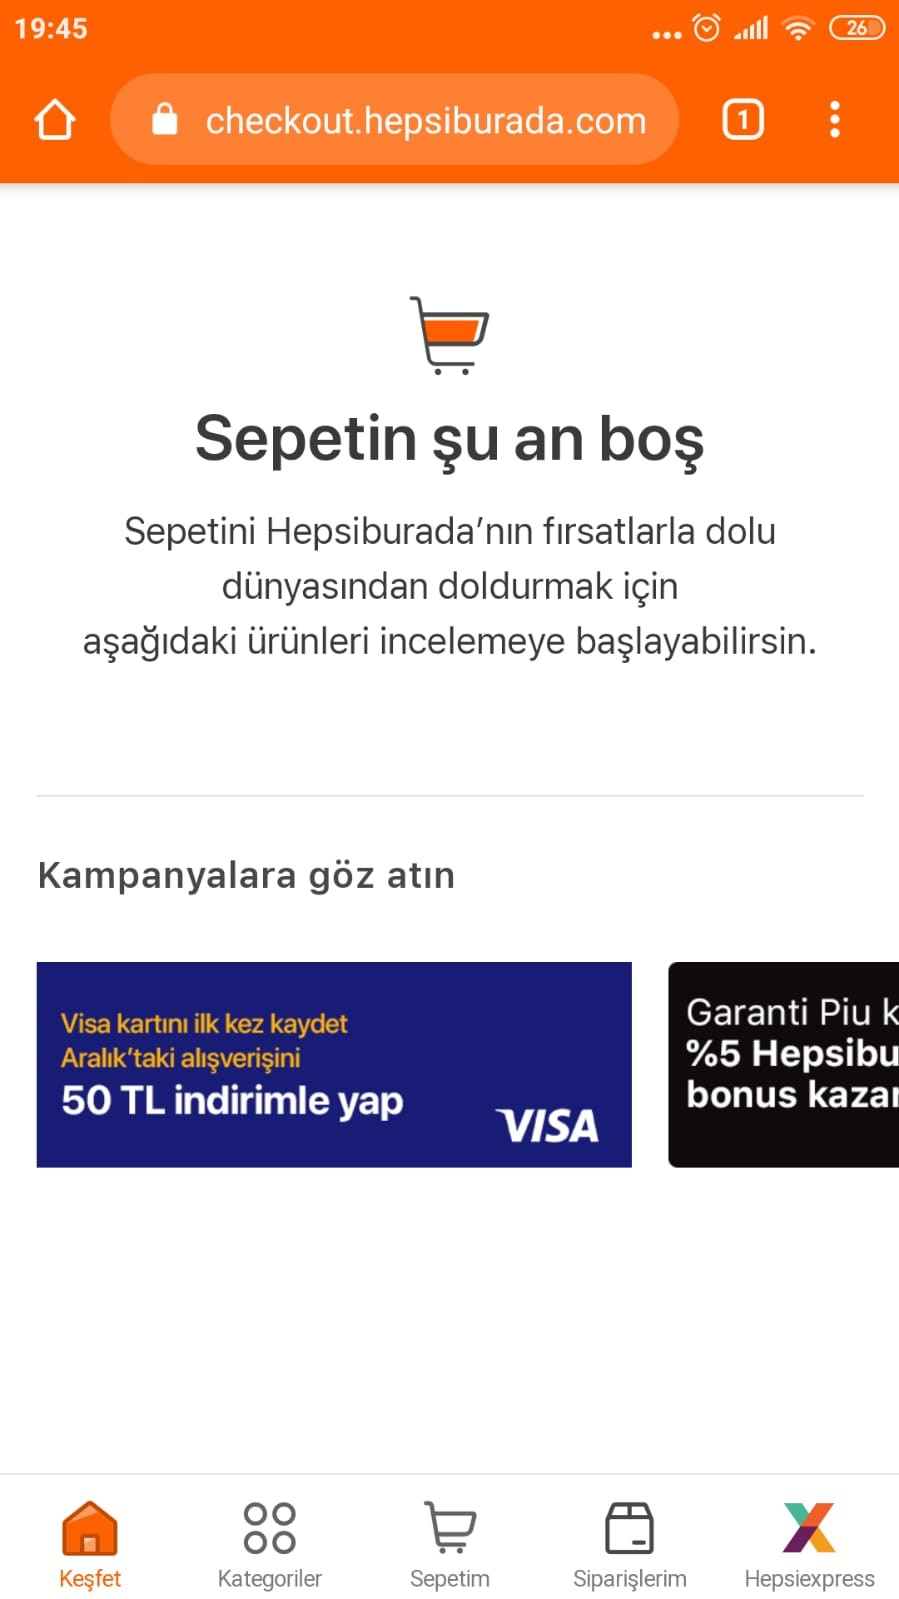 19:45
26
checkout.hepsiburada.com
1
Sepetin şu an boş
Sepetini Hepsiburada’nın fırsatlarla dolu
dünyasından doldurmak için
aşağıdaki ürünleri incelemeye başlayabilirsin.
Kampanyalara göz atın
Visa kartını ilk kez kaydet
Aralık’taki alışverişini
50 TL indirimle yap
VISA
Garanti Piu k
%5 Hepsibu
bonus kazar
Keşfet
Kategoriler
Sepetim
Siparişlerim
Hepsiexpress